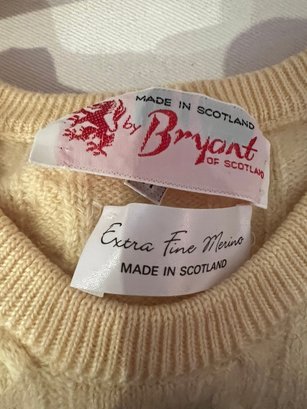 MADE IN SCOTLAND
by Bryant
OF SCOTLAND
Extra Fine Merino
MADE IN SCOTLAND